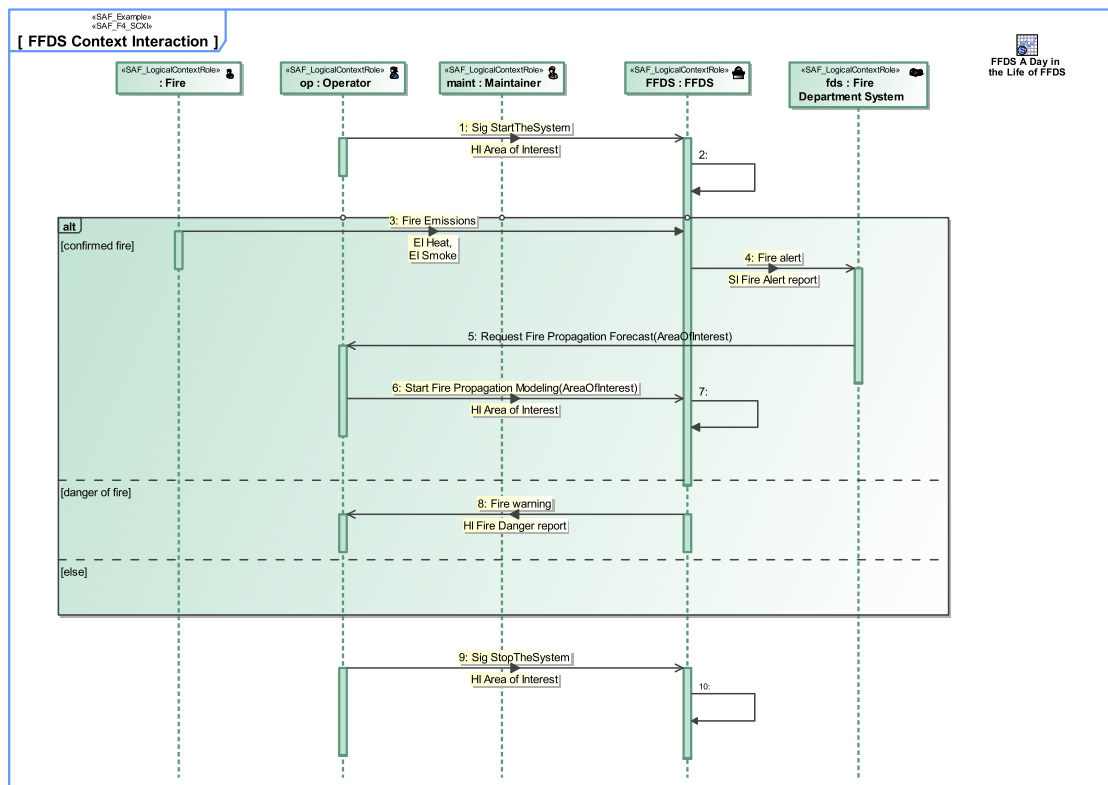 «SAF_Example»
«SAF_F4_SCXI»
[ FFDS Context Interaction ]
FFDS A Day in
the Life of FFDS
«SAF_LogicalContextRole»
: Fire
«SAF_LogicalContextRole»
op : Operator
«SAF_LogicalContextRole»
maint : Maintainer
«SAF_LogicalContextRole»
FFDS : FFDS
«SAF_LogicalContextRole»
fds : Fire
Department System
1: Sig StartTheSystem
HI Area of Interest
2:
alt
[confirmed fire]
3: Fire Emissions
EI Heat,
EI Smoke
4: Fire alert
SI Fire Alert report
5: Request Fire Propagation Forecast(AreaOfInterest)
6: Start Fire Propagation Modeling(AreaOfInterest)
HI Area of Interest
7:
[danger of fire]
8: Fire warning
HI Fire Danger report
[else]
9: Sig StopTheSystem
HI Area of Interest
10: